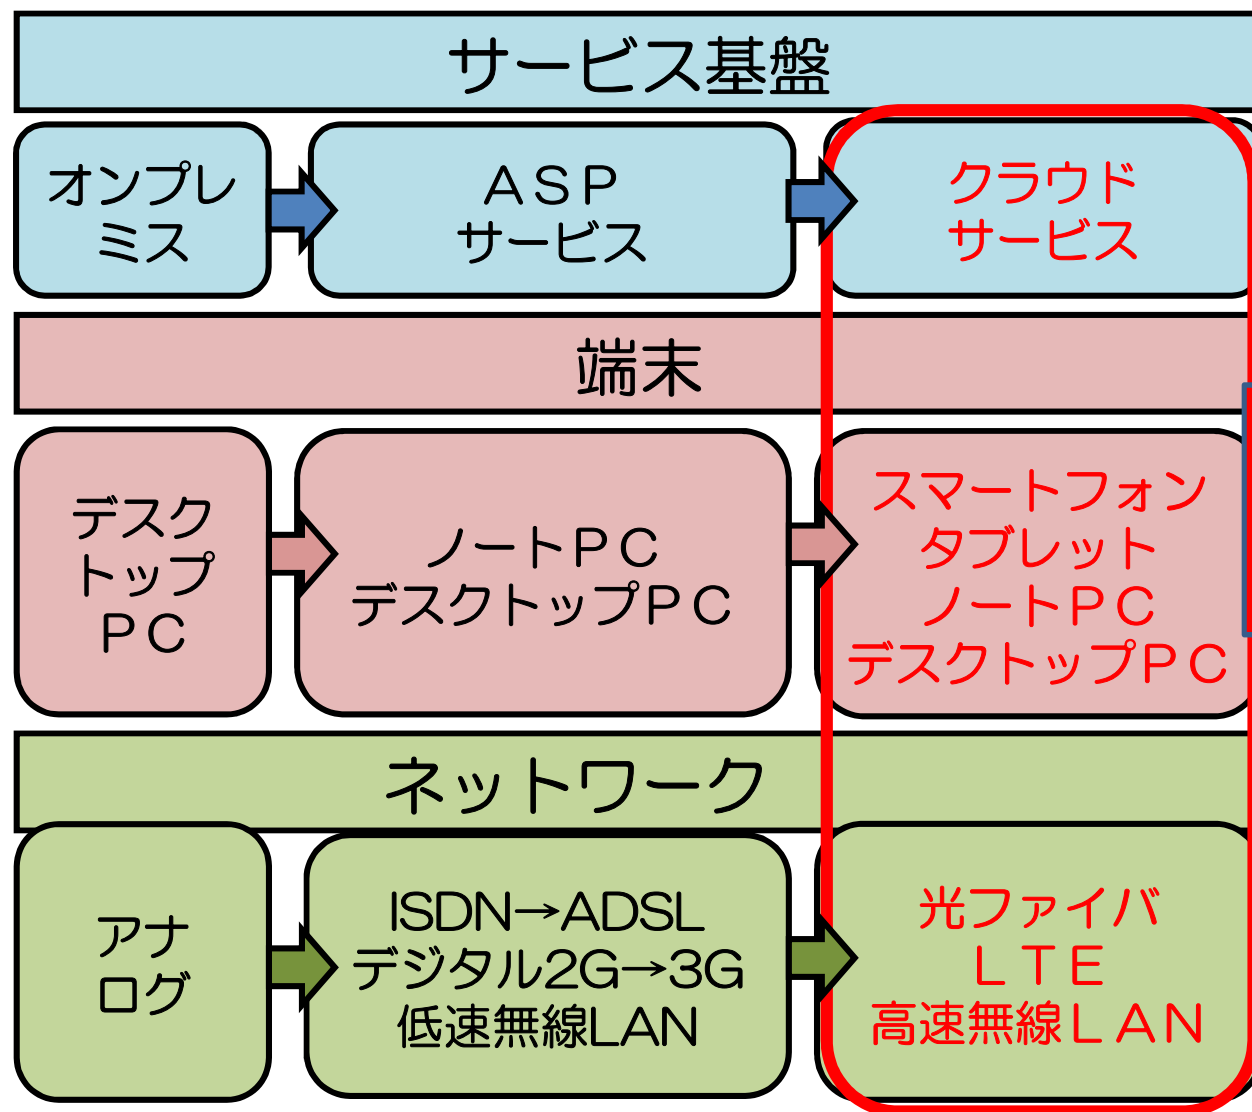 サービス基盤
オンプレ
ミス
ＡＳＰ
サービス
クラウド
サービス
端末
デスク
トップ
ＰＣ
ノートＰＣ
デスクトップＰＣ
スマートフォン
タブレット
ノートＰＣ
デスクトップＰＣ
ネットワーク
アナ
ログ
ISDN→ADSL
デジタル2G→3G
低速無線LAN
光ファイバ
ＬＴＥ
高速無線ＬＡＮ